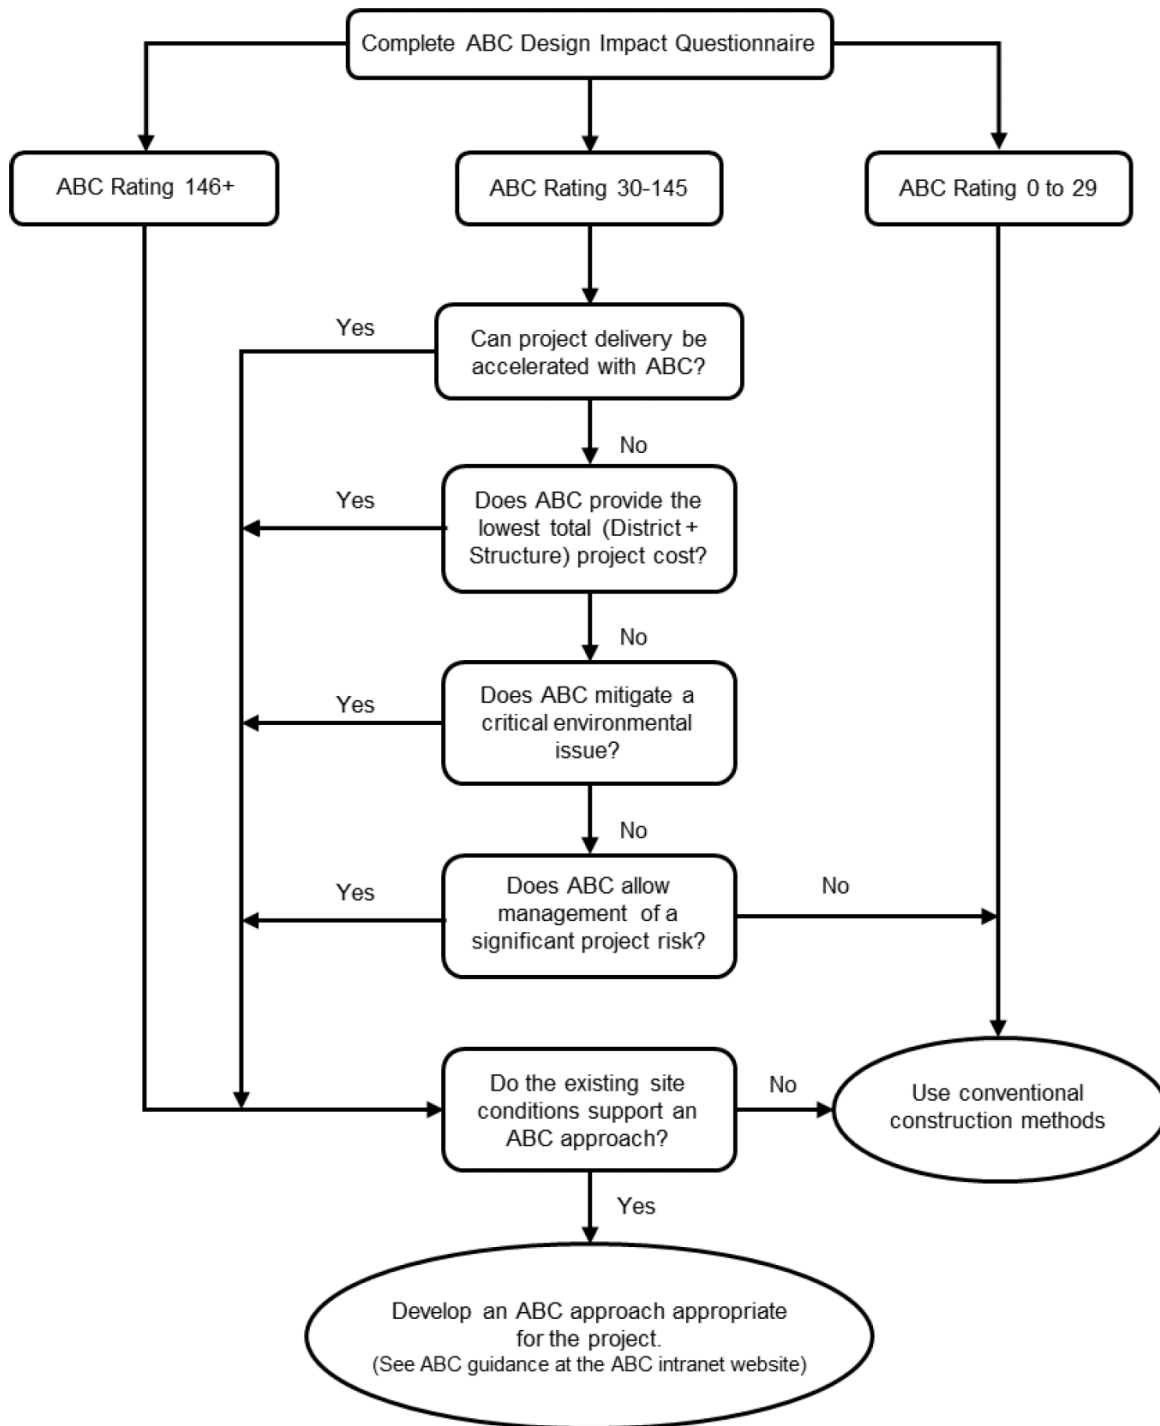 Complete ABC Design Impact Questionnaire
ABC Rating 146+
ABC Rating 30-145
ABC Rating 0 to 29
Yes
Can project delivery be
accelerated with ABC?
No
Yes
Does ABC provide the
lowest total (District +
Structure) project cost?
No
Yes
Does ABC mitigate a
critical environmental
issue?
No
Yes
Does ABC allow
management of a
significant project risk?
No
Do the existing site
conditions support an
ABC approach?
No
Use conventional
construction methods
Yes
Develop an ABC approach appropriate
for the project.
(See ABC guidance at the ABC intranet website)